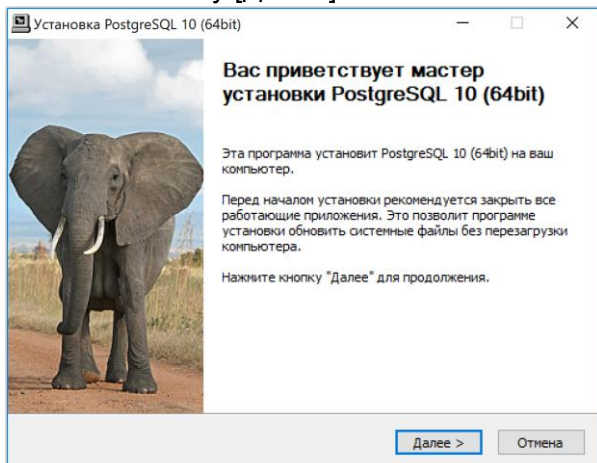 Установка PostgreSQL 10 (64bit)
Вас приветствует мастер
установки PostgreSQL 10 (64bit)
Эта программа установит PostgreSQL 10 (64bit) на ваш
компьютер.
Перед началом установки рекомендуется закрыть все
работающие приложения. Это позволит программе
установки обновить системные файлы без перезагрузки
компьютера.
Нажмите кнопку "Далее" для продолжения.
Далее >
Отмена